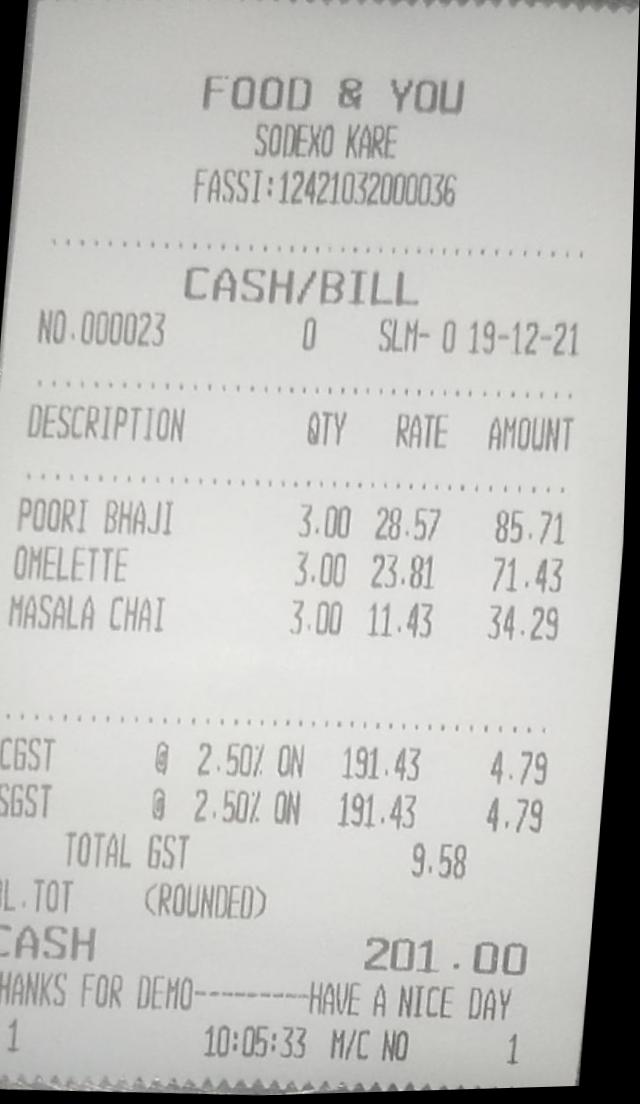 FOOD & YOU
SODEXO KARE
FASSI:12421032000036
CASH/BILL
NO.000023 0 SLM- 0 19-12-21
DESCRIPTION QTY RATE AMOUNT
POORI BHAJI 3.00 28.57 85.71
OMELETTE 3.00 23.81 71.43
MASALA CHAI 3.00 11.43 34.29
CGST @ 2.50% ON 191.43 4.79
SGST @ 2.50% ON 191.43 4.79
TOTAL GST 9.58
L.TOT (ROUNDED)
CASH 201.00
HANKS FOR DEMO---------HAVE A NICE DAY
1 10:05:33 M/C NO 1